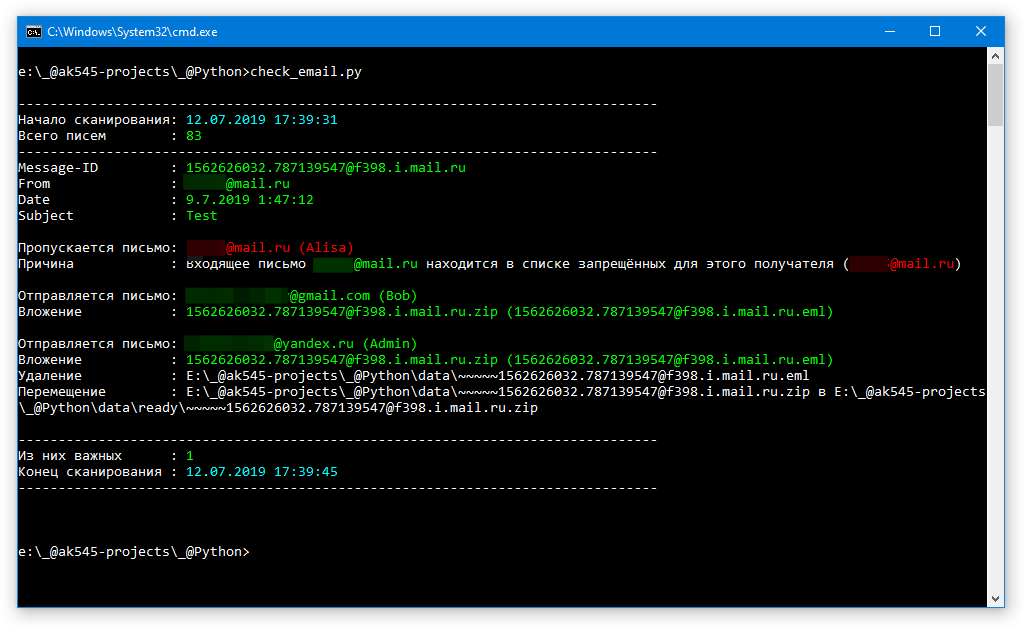 C:\Windows\System32\cmd.exe
e:\_@ak545-projects\_@Python>check_email.py
--------------------------------------------------------------------------------
Начало сканирования: 12.07.2019 17:39:31
Всего писем : 83
--------------------------------------------------------------------------------
Message-ID : 1562626032.787139547@f398.i.mail.ru
From : @mail.ru
Date : 9.7.2019 1:47:12
Subject : Test
Пропускается письмо: @mail.ru (Alisa)
Причина : Входящее письмо @mail.ru находится в списке запрещённых для этого получателя (@mail.ru)
Отправляется письмо: @gmail.com (Bob)
Вложение : 1562626032.787139547@f398.i.mail.ru.zip (1562626032.787139547@f398.i.mail.ru.eml)
Отправляется письмо: @yandex.ru (Admin)
Вложение : 1562626032.787139547@f398.i.mail.ru.zip (1562626032.787139547@f398.i.mail.ru.eml)
Удаление : E:\_@ak545-projects\_@Python\data\~~~~~1562626032.787139547@f398.i.mail.ru.eml
Перемещение : E:\_@ak545-projects\_@Python\data\~~~~~1562626032.787139547@f398.i.mail.ru.zip в E:\_@ak545-projects
\_@Python\data\ready\~~~~~1562626032.787139547@f398.i.mail.ru.zip
--------------------------------------------------------------------------------
Из них важных : 1
Конец сканирования : 12.07.2019 17:39:45
--------------------------------------------------------------------------------
e:\_@ak545-projects\_@Python>